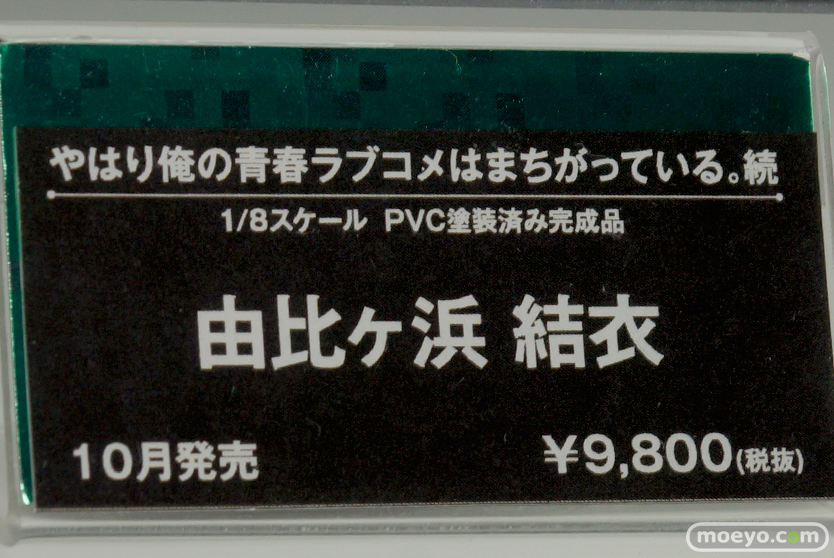 やはり俺の青春ラブコメはまちがっている。続
1/8スケール PVC塗装済み完成品
由比ヶ浜 結衣
10月発売
¥9,800(税抜)
moeyo.com